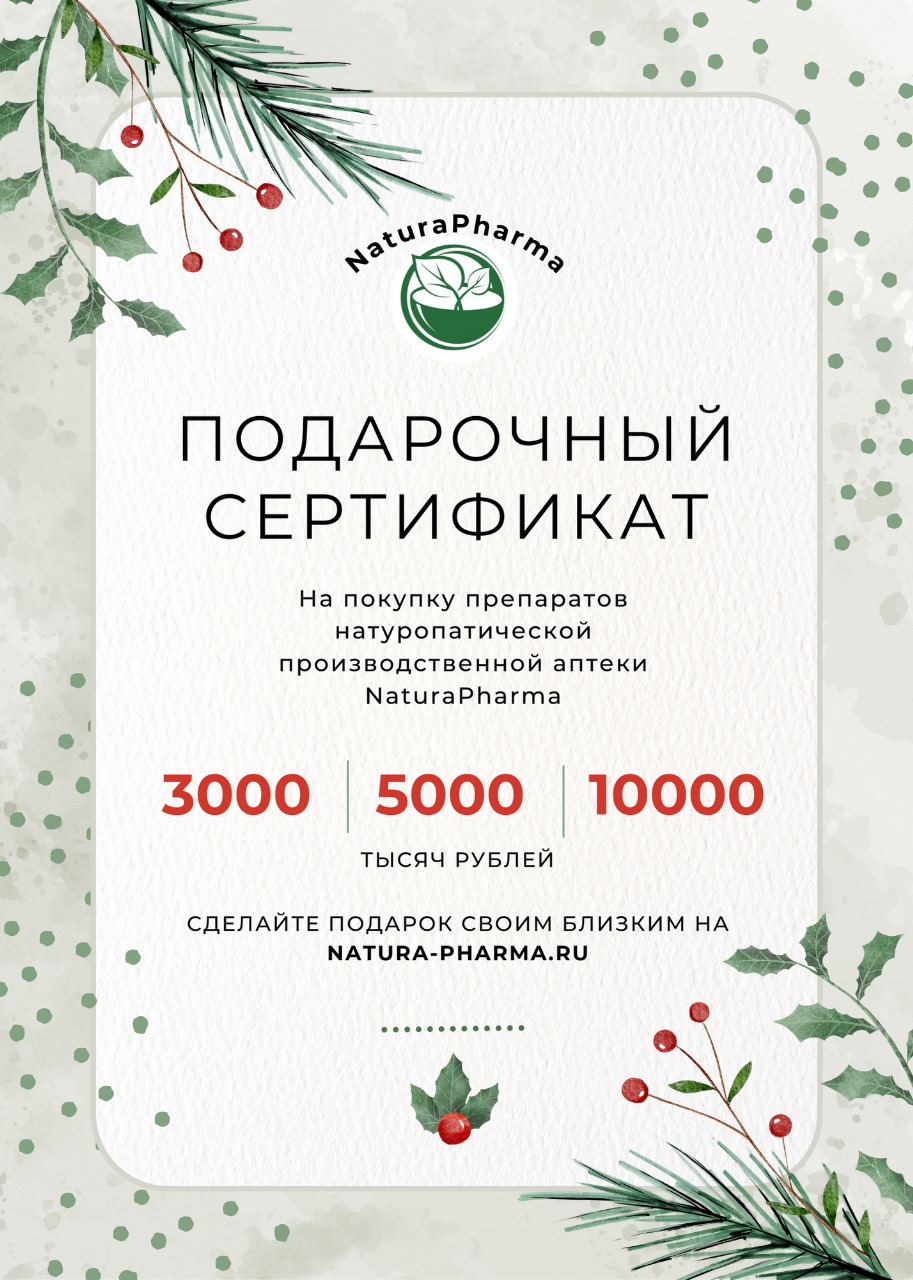 NaturaPharma
ПОДАРОЧНЫЙ
СЕРТИФИКАТ
На покупку препаратов
натуропатической
производственной аптеки
NaturaPharma
3000 5000 10000
ТЫСЯЧ РУБЛЕЙ
СДЕЛАЙТЕ ПОДАРОК СВОИМ БЛИЗКИМ НА
NATURA-PHARMA.RU